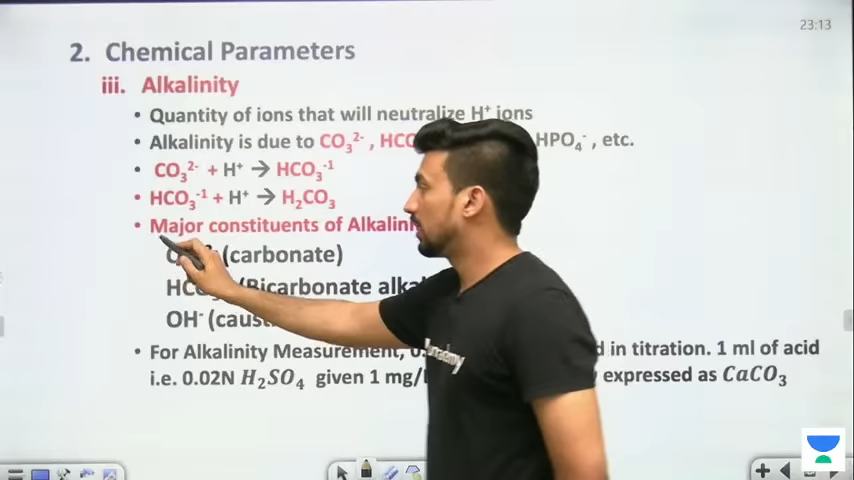 23:13
2. Chemical Parameters
iii. Alkalinity
• Quantity of ions that will neutralize H⁺ ions
• Alkalinity is due to CO₃²⁻ , HCO HPO₄⁻ , etc.
• CO₃²⁻ + H⁺ → HCO₃⁻¹
• HCO₃⁻¹ + H⁺ → H₂CO₃
• Major constituents of Alkalin
(carbonate)
HCO₃ (Bicarbonate alka
OH⁻ (caust
• For Alkalinity Measurement, d in titration. 1 ml of acid
i.e. 0.02N H₂SO₄ given 1 mg/ expressed as CaCO₃
unacademy